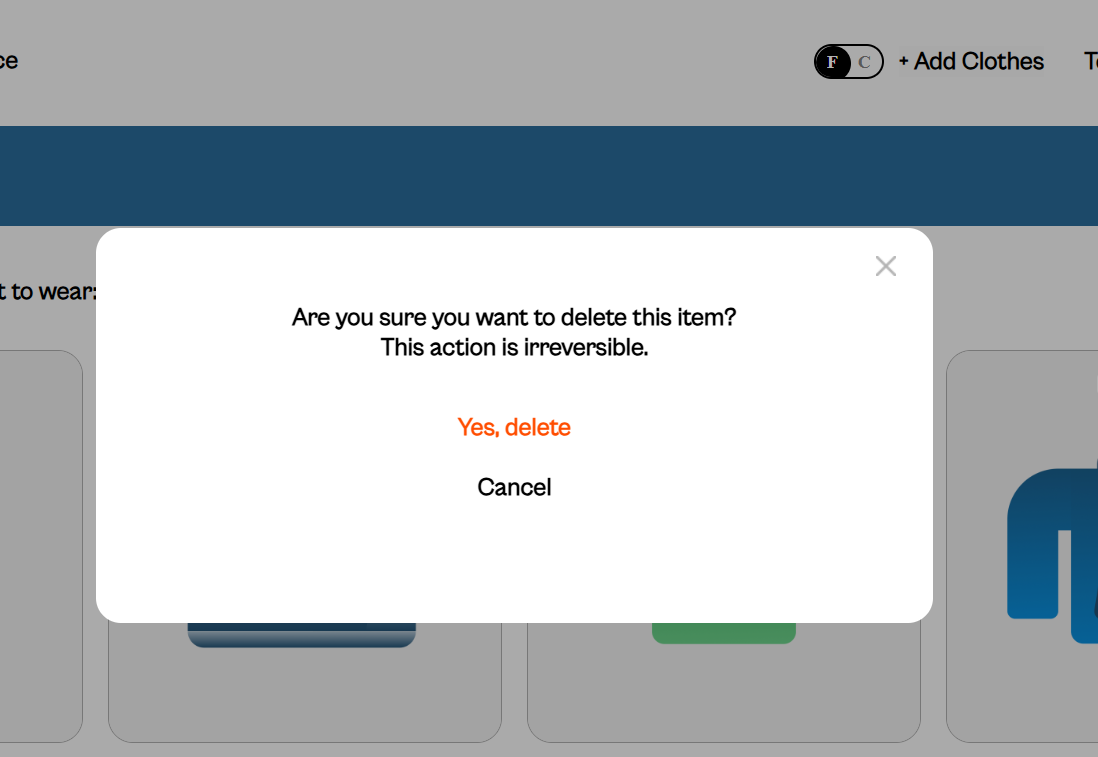 ce
F C + Add Clothes T
t to wear:
Are you sure you want to delete this item?
This action is irreversible.
Yes, delete
Cancel